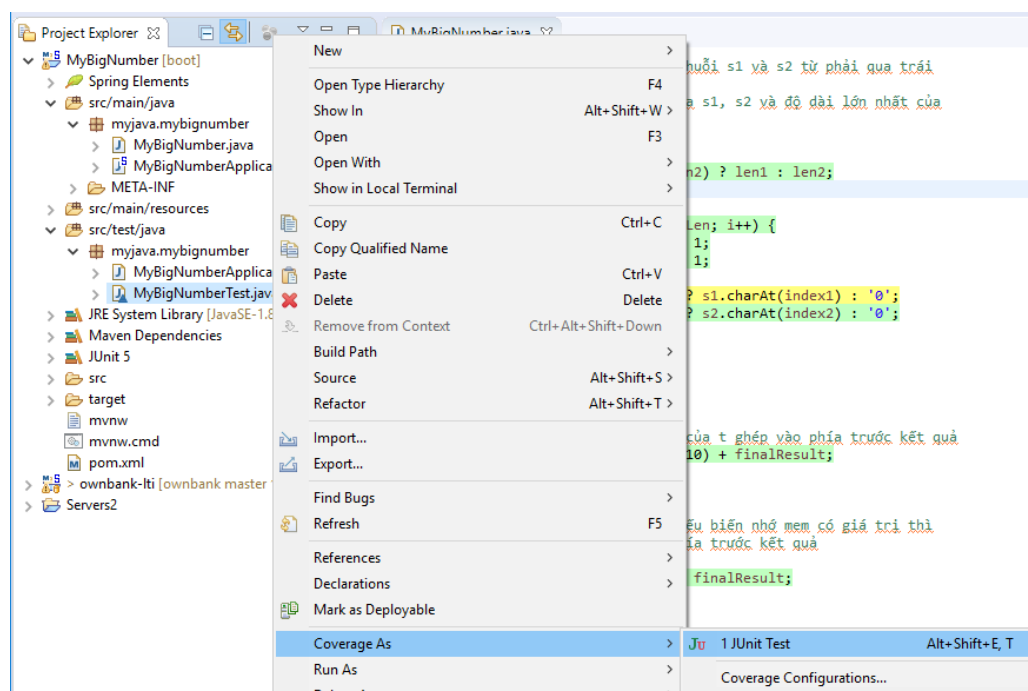 Project Explorer
MyBigNumber.java
MyBigNumber [boot]
Spring Elements
src/main/java
myjava.mybignumber
MyBigNumber.java
MyBigNumberApplica
META-INF
src/main/resources
src/test/java
myjava.mybignumber
MyBigNumberApplica
MyBigNumberTest.jav
JRE System Library [JavaSE-1.8
Maven Dependencies
JUnit 5
src
target
mvnw
mvnw.cmd
pom.xml
> ownbank-lti [ownbank master
Servers2
New
Open Type Hierarchy F4
Show In Alt+Shift+W >
Open F3
Open With
Show in Local Terminal
Copy Ctrl+C
Copy Qualified Name
Paste Ctrl+V
Delete Delete
Remove from Context Ctrl+Alt+Shift+Down
Build Path
Source Alt+Shift+S >
Refactor Alt+Shift+T >
Import...
Export...
Find Bugs
Refresh F5
References
Declarations
Mark as Deployable
Coverage As
Run As
1 JUnit Test Alt+Shift+E, T
Coverage Configurations...
huỗi s1 và s2 từ phải qua trái
a s1, s2 và độ dài lớn nhất của
n2) ? len1 : len2;
Len; i++) {
1;
1;
? s1.charAt(index1) : '0';
? s2.charAt(index2) : '0';
của t ghép vào phía trước kết quả
10) + finalResult;
ếu biến nhớ mem có giá trị thì
ía trước kết quả
finalResult;